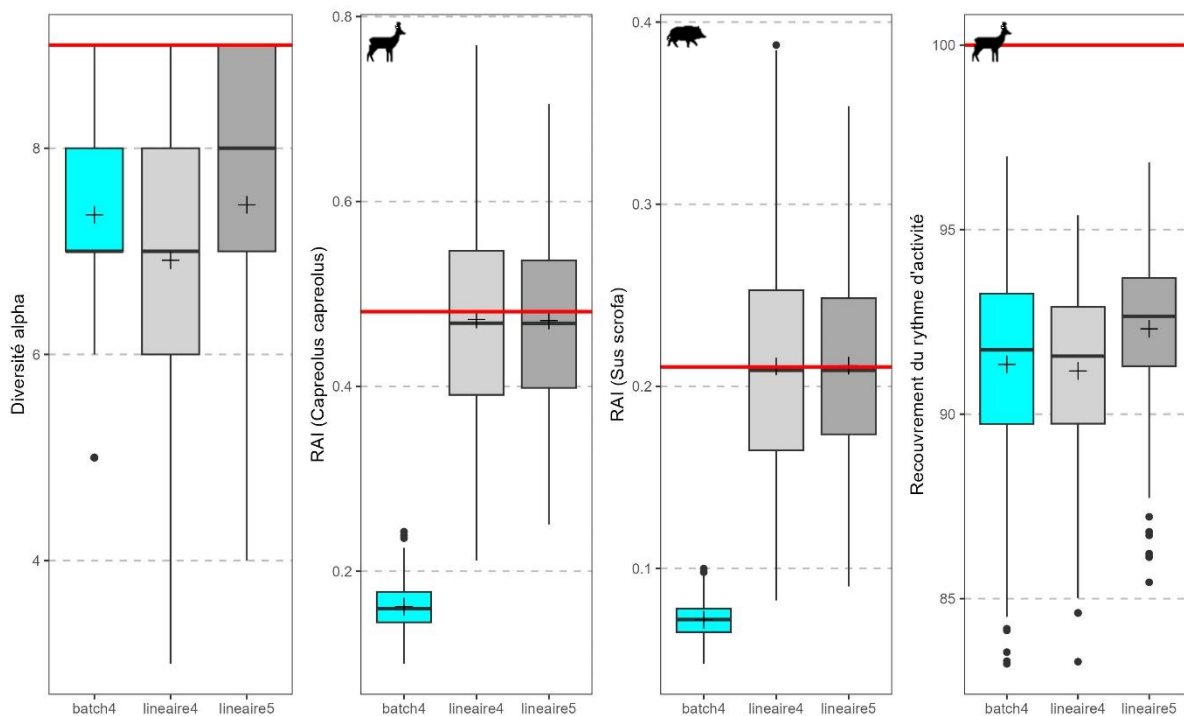 Diversité alpha
8
6
4
batch4 lineaire4 lineaire5
RAI (Capreolus capreolus)
0.8
0.6
0.4
0.2
batch4 lineaire4 lineaire5
RAI (Sus scrofa)
0.4
0.3
0.2
0.1
batch4 lineaire4 lineaire5
Recouvrement du rythme d'activité
100
95
90
85
batch4 lineaire4 lineaire5